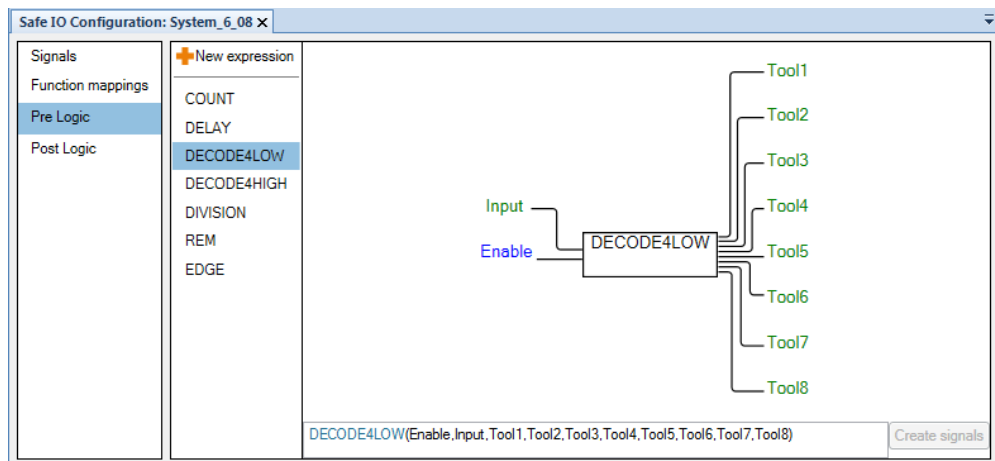 Safe IO Configuration: System_6_08 X
Signals
Function mappings
Pre Logic
Post Logic
New expression
COUNT
DELAY
DECODE4LOW
DECODE4HIGH
DIVISION
REM
EDGE
Input
Enable
DECODE4LOW
Tool1
Tool2
Tool3
Tool4
Tool5
Tool6
Tool7
Tool8
DECODE4LOW(Enable,Input,Tool1,Tool2,Tool3,Tool4,Tool5,Tool6,Tool7,Tool8)
Create signals